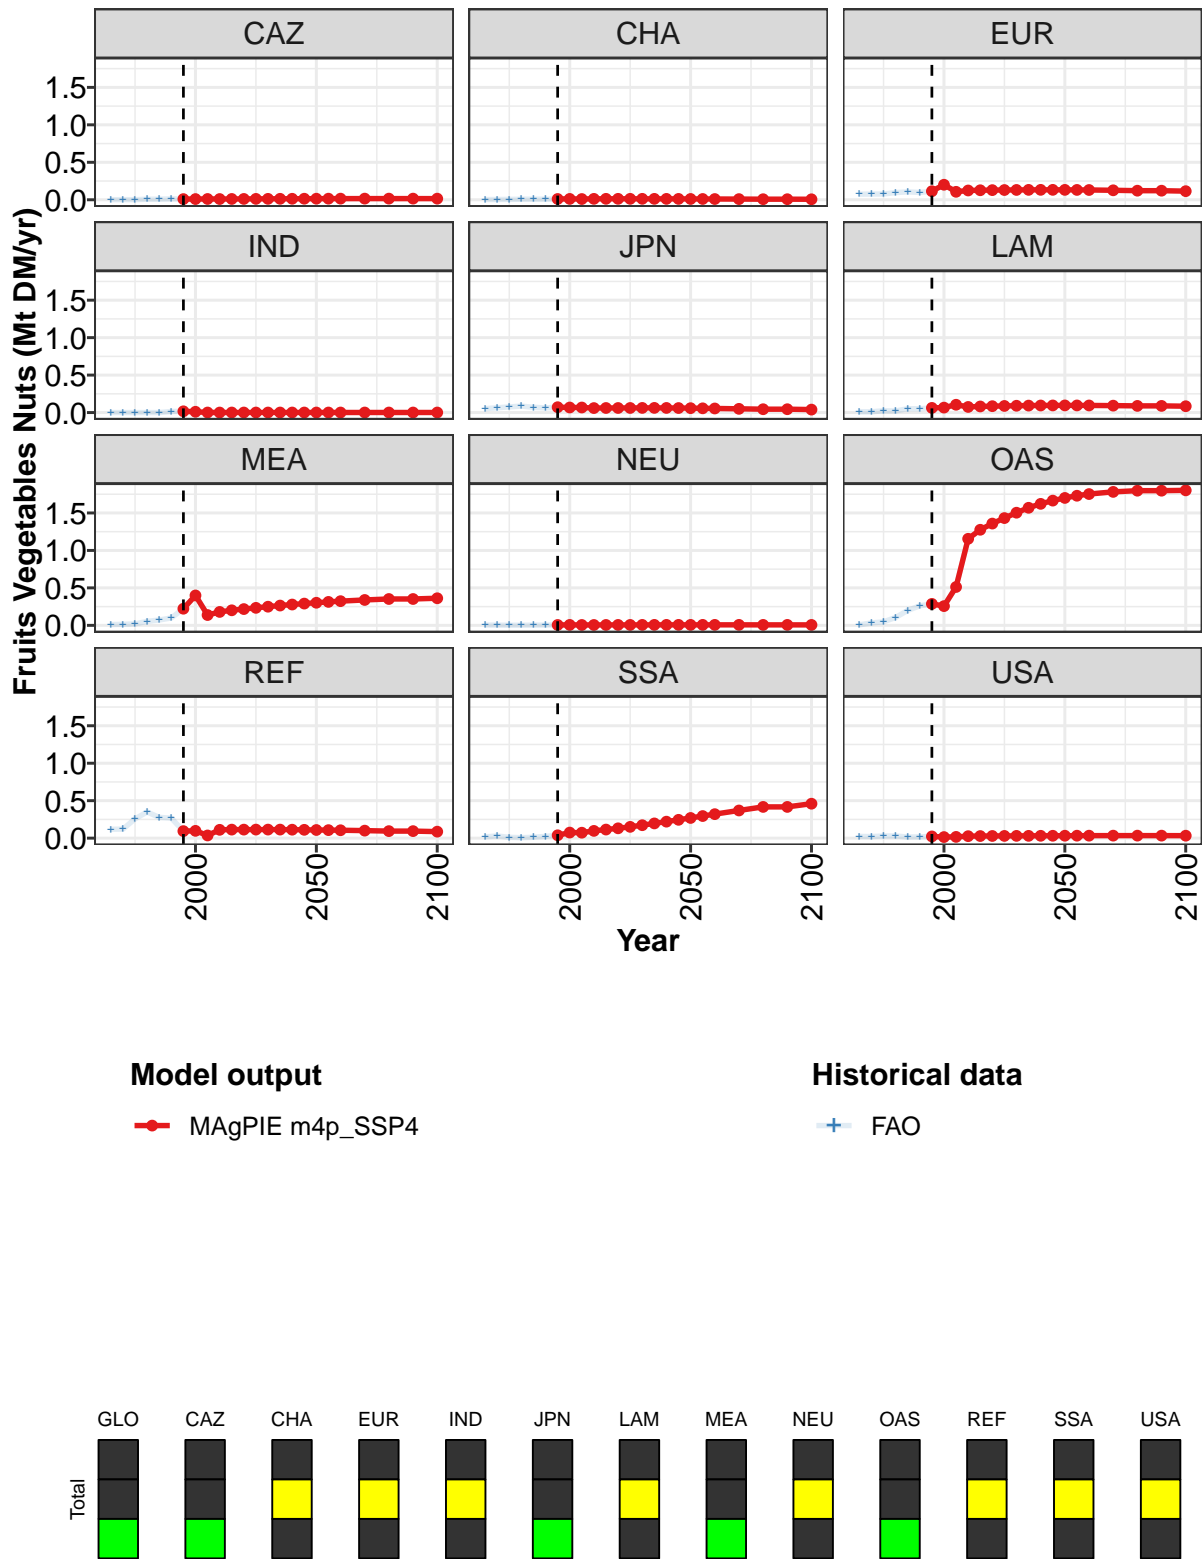 CAZ CHA EUR
1.5
1.0
0.5
0.0
IND JPN LAM
1.5
1.0
0.5
0.0
MEA NEU OAS
1.5
1.0
0.5
0.0
REF SSA USA
1.5
1.0
0.5
0.0
2000 2050 2100 2000 2050 2100 2000 2050 2100
Year
Fruits Vegetables Nuts (Mt DM/yr)
Model output
MAgPIE m4p_SSP4
Historical data
FAO
GLO CAZ CHA EUR IND JPN LAM MEA NEU OAS REF SSA USA
Total